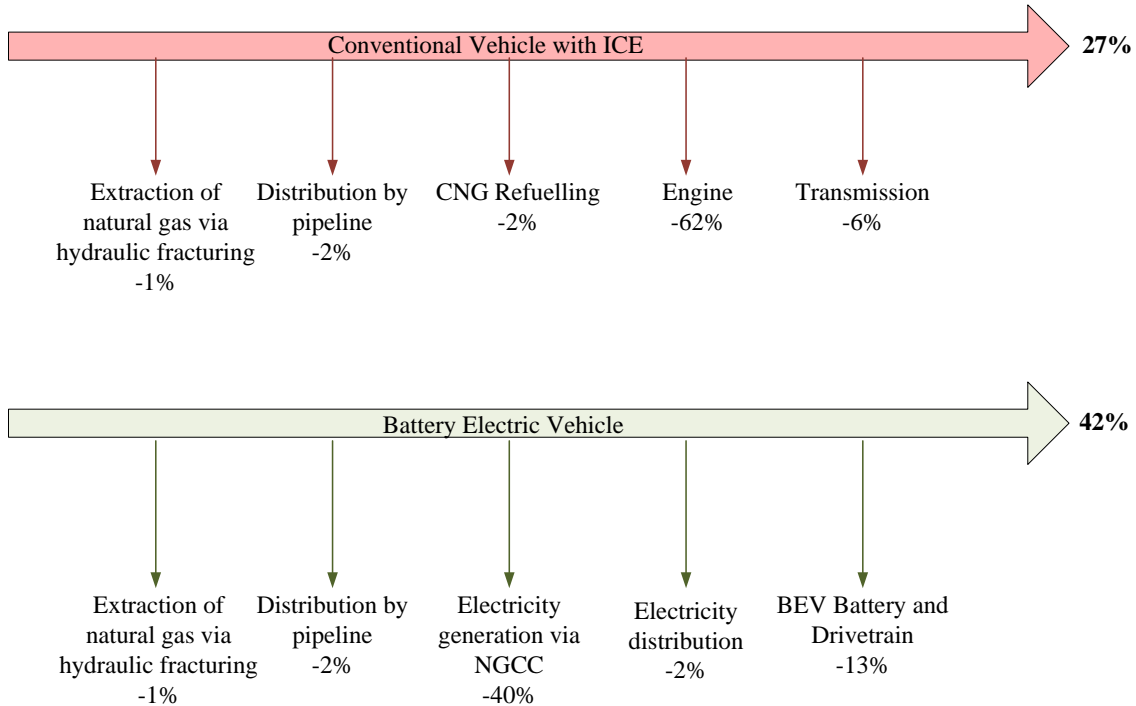 Conventional Vehicle with ICE
27%
Extraction of
natural gas via
hydraulic fracturing
-1%
Distribution by
pipeline
-2%
CNG Refuelling
-2%
Engine
-62%
Transmission
-6%
Battery Electric Vehicle
42%
Extraction of
natural gas via
hydraulic fracturing
-1%
Distribution by
pipeline
-2%
Electricity
generation via
NGCC
-40%
Electricity
distribution
-2%
BEV Battery and
Drivetrain
-13%